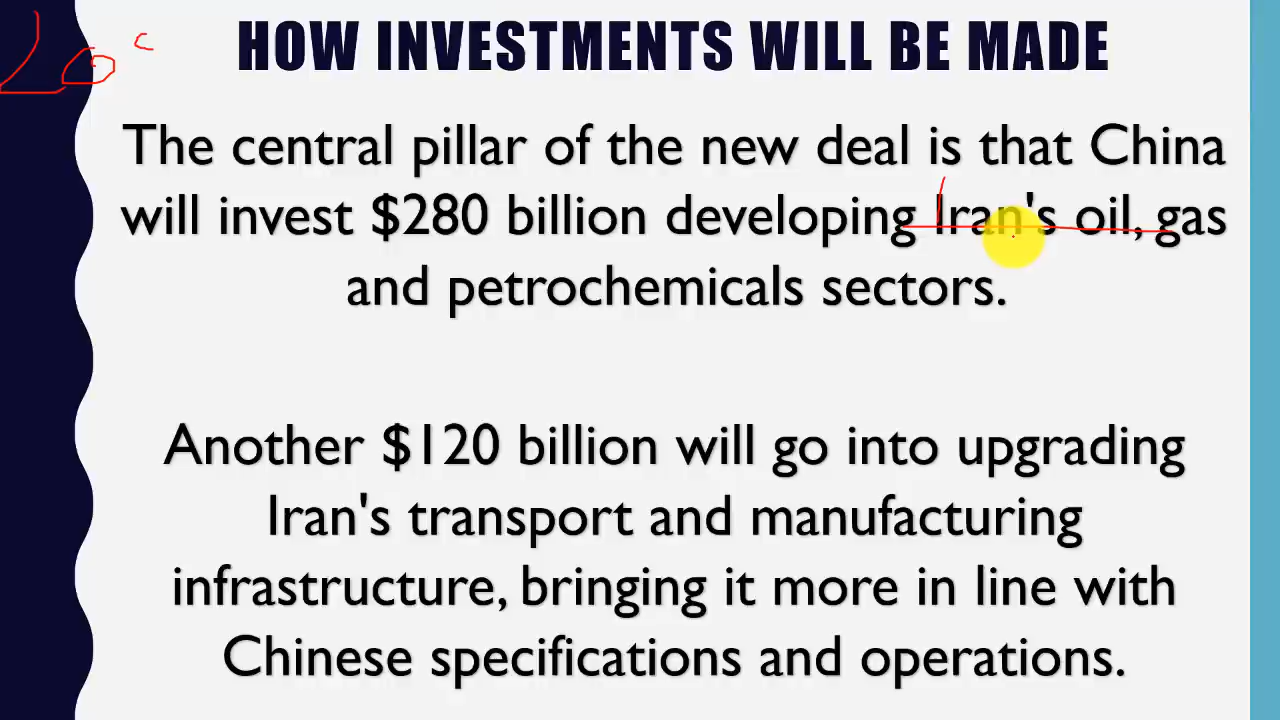 HOW INVESTMENTS WILL BE MADE
The central pillar of the new deal is that China
will invest $280 billion developing Iran's oil, gas
and petrochemicals sectors.
Another $120 billion will go into upgrading
Iran's transport and manufacturing
infrastructure, bringing it more in line with
Chinese specifications and operations.